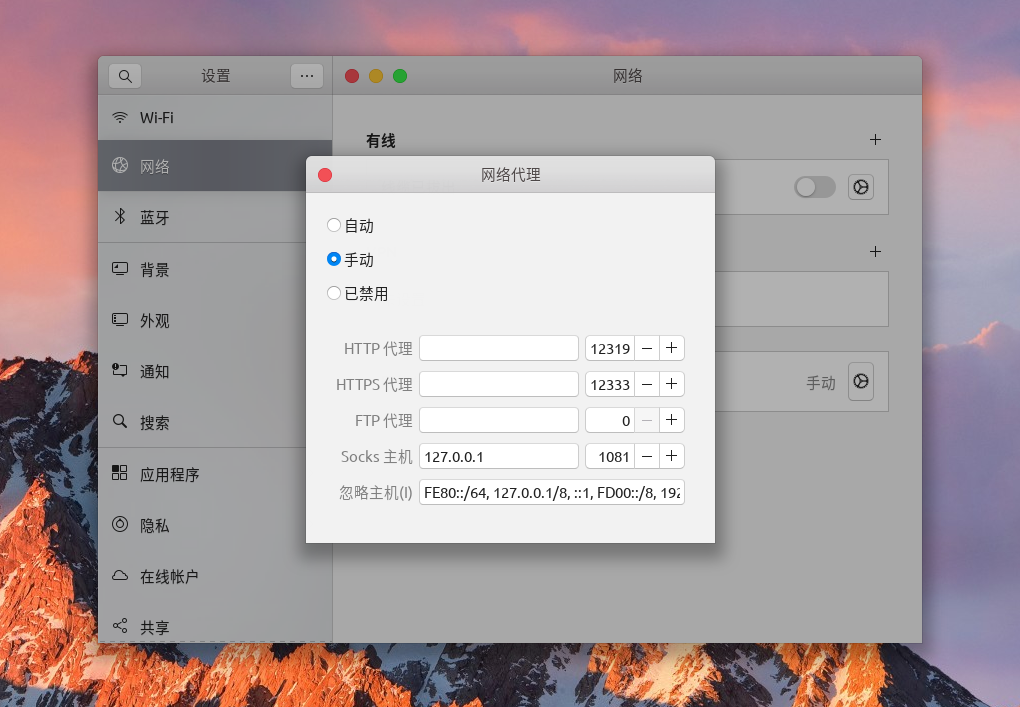 设置
网络
Wi-Fi
网络
蓝牙
背景
外观
通知
搜索
应用程序
隐私
在线帐户
共享
有线
手动
网络代理
自动
手动
已禁用
HTTP 代理 12319
HTTPS 代理 12333
FTP 代理 0
Socks 主机 127.0.0.1 1081
忽略主机(I) FE80::/64, 127.0.0.1/8, ::1, FD00::/8, 192